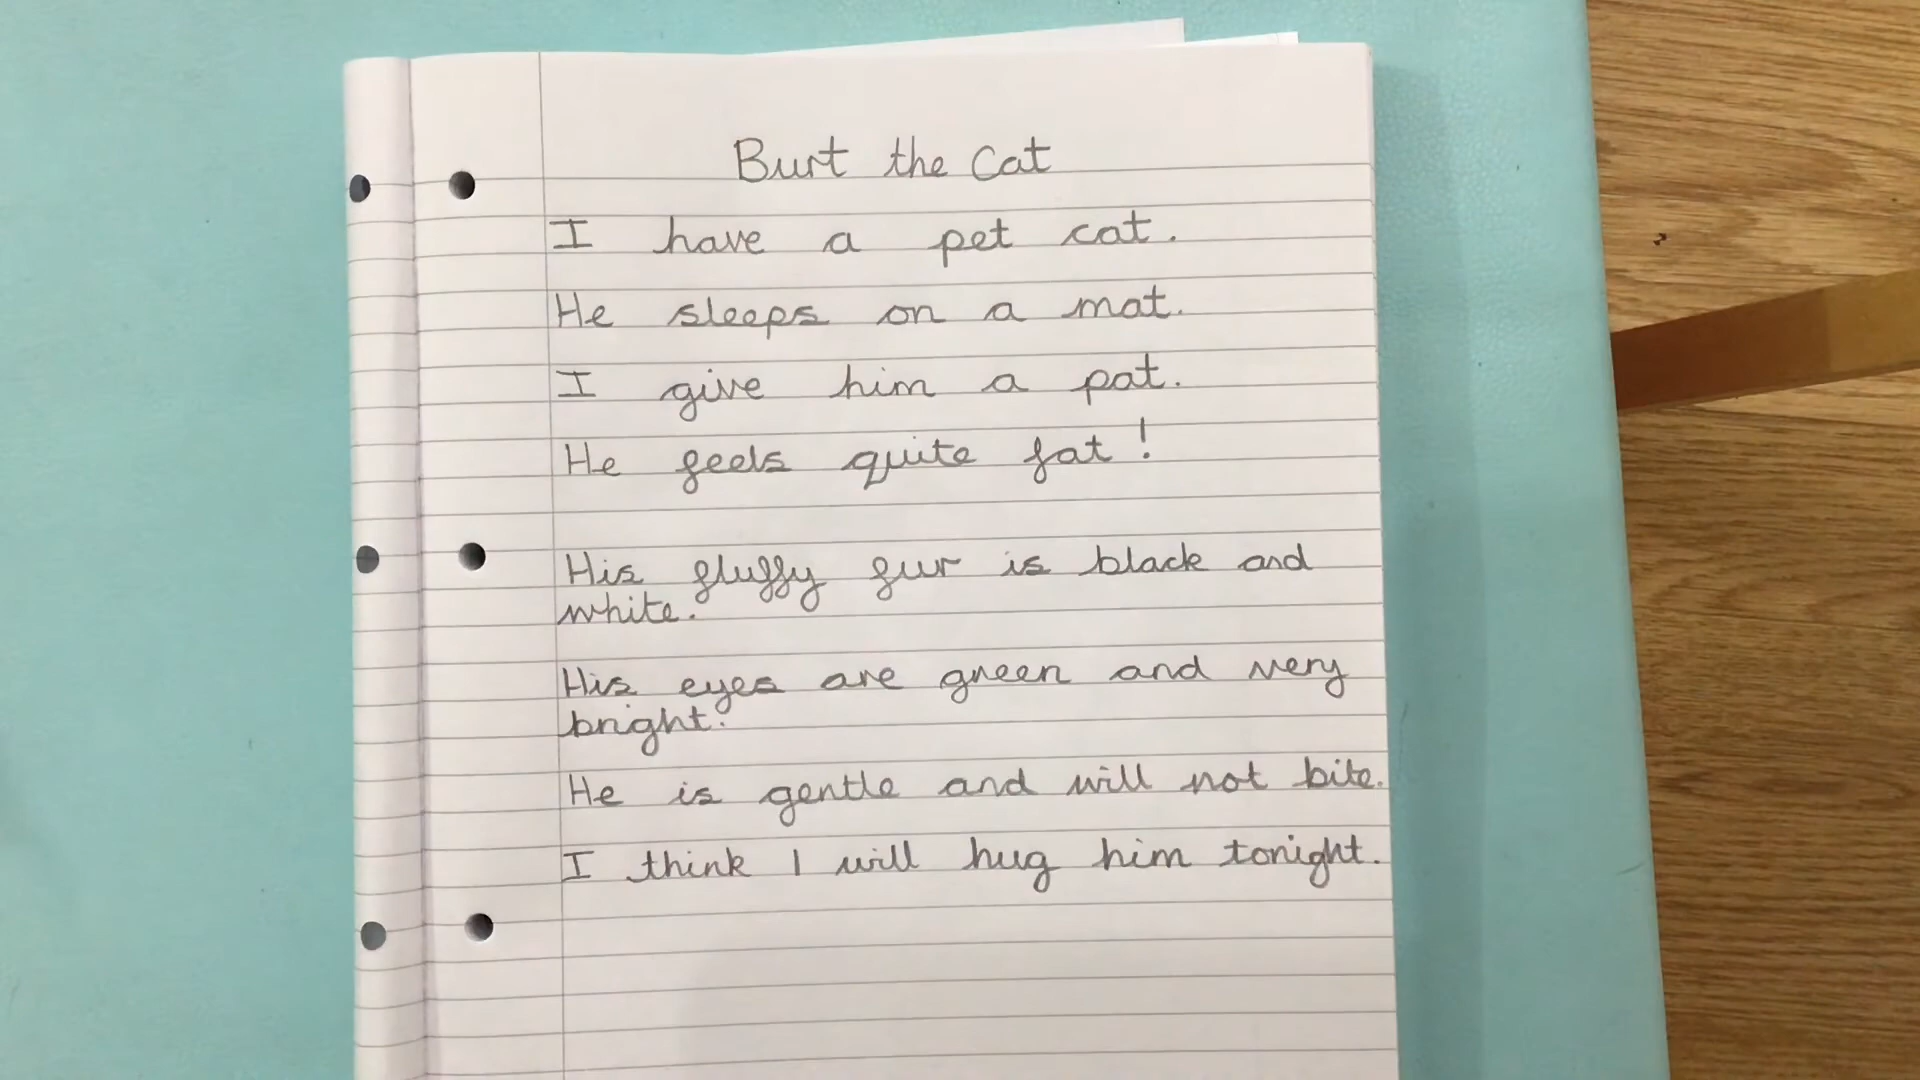 Burt the Cat
I have a pet cat.
He sleeps on a mat.
I give him a pat.
He feels quite fat!
His fluffy fur is black and
white.
His eyes are green and very
bright.
He is gentle and will not bite.
I think I will hug him tonight.